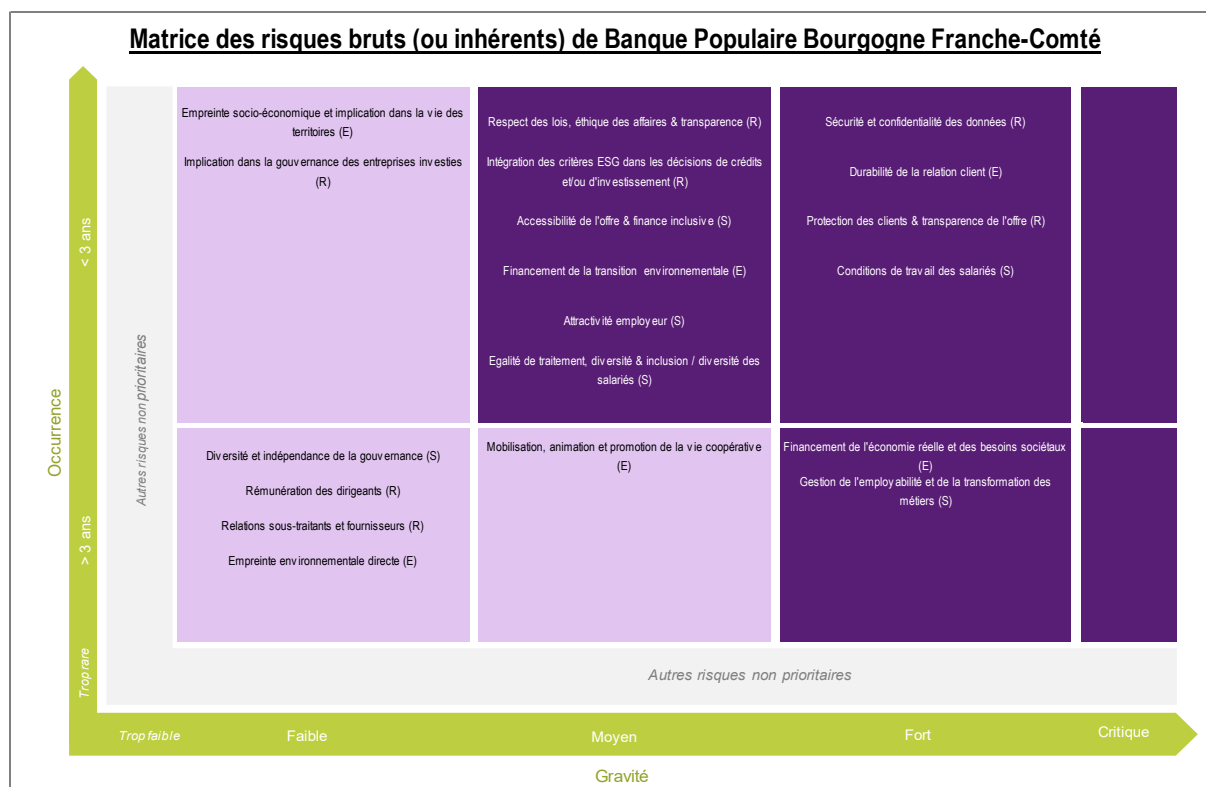 Matrice des risques bruts (ou inhérents) de Banque Populaire Bourgogne Franche-Comté
Occurrence
< 3 ans
> 3 ans
Trop rare
Autres risques non prioritaires
Empreinte socio-économique et implication dans la vie des
territoires (E)
Implication dans la gouvernance des entreprises investies
(R)
Respect des lois, éthique des affaires & transparence (R)
Intégration des critères ESG dans les décisions de crédits
et/ou d'investissement (R)
Accessibilité de l'offre & finance inclusive (S)
Financement de la transition environnementale (E)
Attractivité employeur (S)
Egalité de traitement, diversité & inclusion / diversité des
salariés (S)
Sécurité et confidentialité des données (R)
Durabilité de la relation client (E)
Protection des clients & transparence de l'offre (R)
Conditions de travail des salariés (S)
Diversité et indépendance de la gouvernance (S)
Rémunération des dirigeants (R)
Relations sous-traitants et fournisseurs (R)
Empreinte environnementale directe (E)
Mobilisation, animation et promotion de la vie coopérative
(E)
Financement de l'économie réelle et des besoins sociétaux
(E)
Gestion de l'employabilité et de la transformation des
métiers (S)
Autres risques non prioritaires
Trop faible
Faible
Moyen
Fort
Critique
Gravité